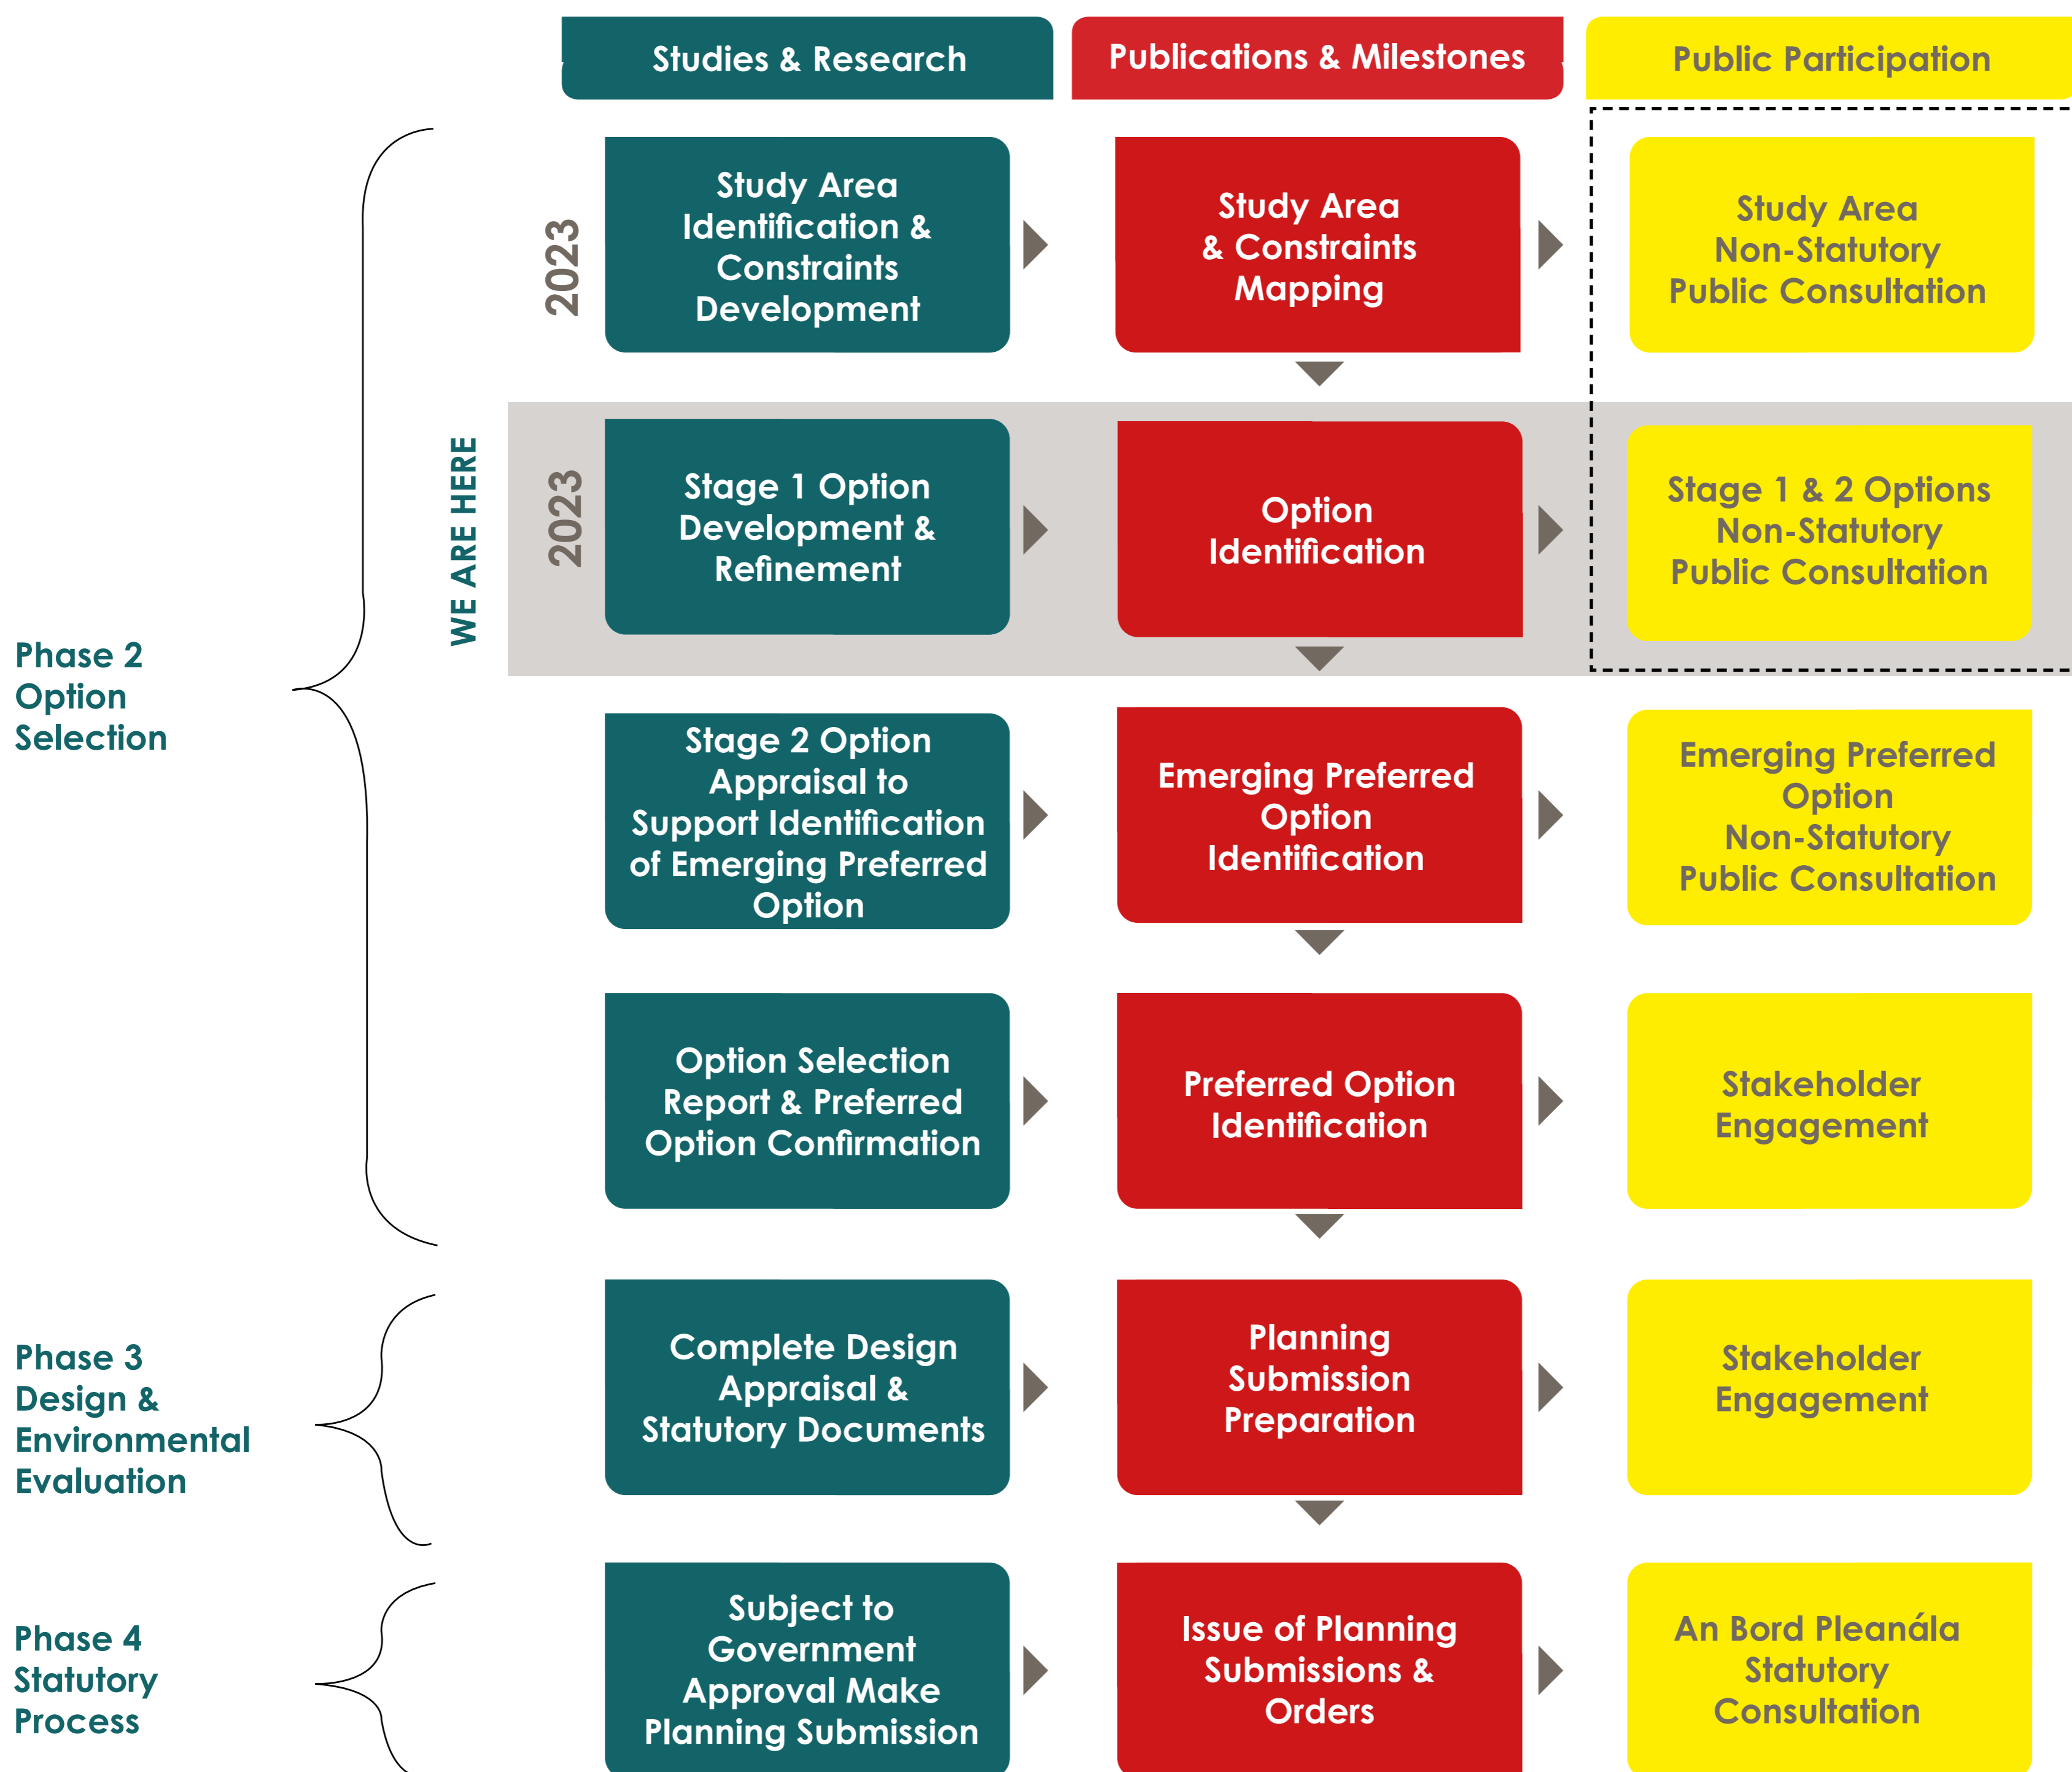 Studies & Research
Publications & Milestones
Public Participation
2023
Study Area
Identification &
Constraints
Development
Study Area
& Constraints
Mapping
Study Area
Non-Statutory
Public Consultation
WE ARE HERE
2023
Stage 1 Option
Development &
Refinement
Option
Identification
Stage 1 & 2 Options
Non-Statutory
Public Consultation
Phase 2
Option
Selection
Stage 2 Option
Appraisal to
Support Identification
of Emerging Preferred
Option
Emerging Preferred
Option
Identification
Emerging Preferred
Option
Non-Statutory
Public Consultation
Option Selection
Report & Preferred
Option Confirmation
Preferred Option
Identification
Stakeholder
Engagement
Phase 3
Design &
Environmental
Evaluation
Complete Design
Appraisal &
Statutory Documents
Planning
Submission
Preparation
Stakeholder
Engagement
Phase 4
Statutory
Process
Subject to
Government
Approval Make
Planning Submission
Issue of Planning
Submissions &
Orders
An Bord Pleanála
Statutory
Consultation